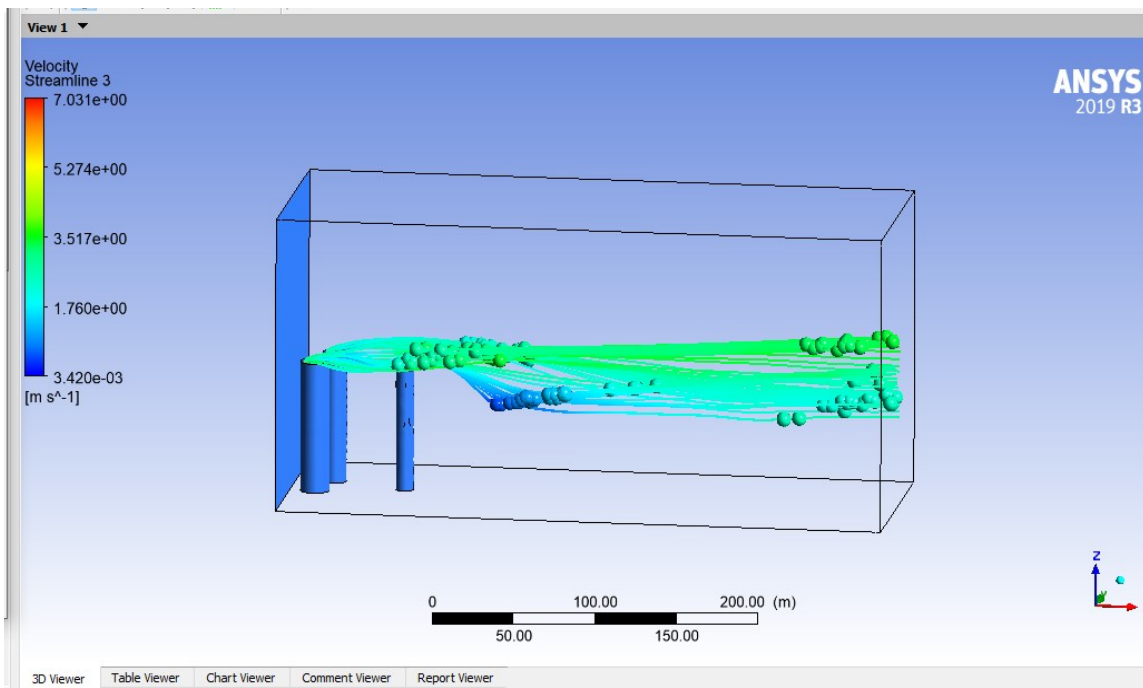 View 1
Velocity
Streamline 3
7.031e+00
5.274e+00
3.517e+00
1.760e+00
3.420e-03
[m s^-1]
ANSYS
2019 R3
Z
0 100.00 200.00 (m)
50.00 150.00
3D Viewer Table Viewer Chart Viewer Comment Viewer Report Viewer